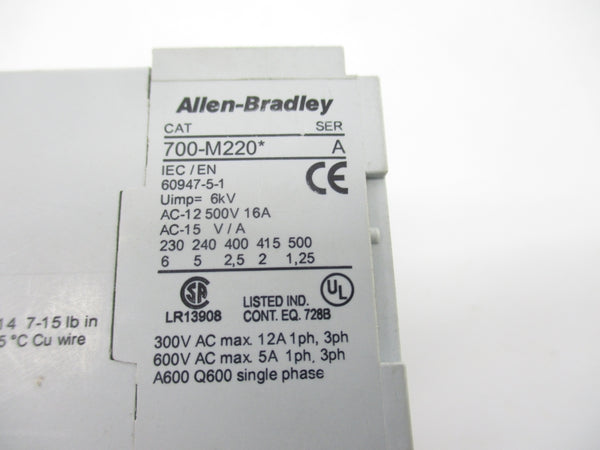 Allen-Bradley
CAT SER
700-M220* A
IEC / EN
60947-5-1
Uimp= 6kV
AC-12 500V 16A
AC-15 V / A
230 240 400 415 500
6 5 2,5 2 1,25
CE
SA
LR13908
LISTED IND.
CONT. EQ. 728B
UL
300V AC max. 12A 1ph, 3ph
600V AC max. 5A 1ph, 3ph
A600 Q600 single phase
14 7-15 lb in
5 °C Cu wire